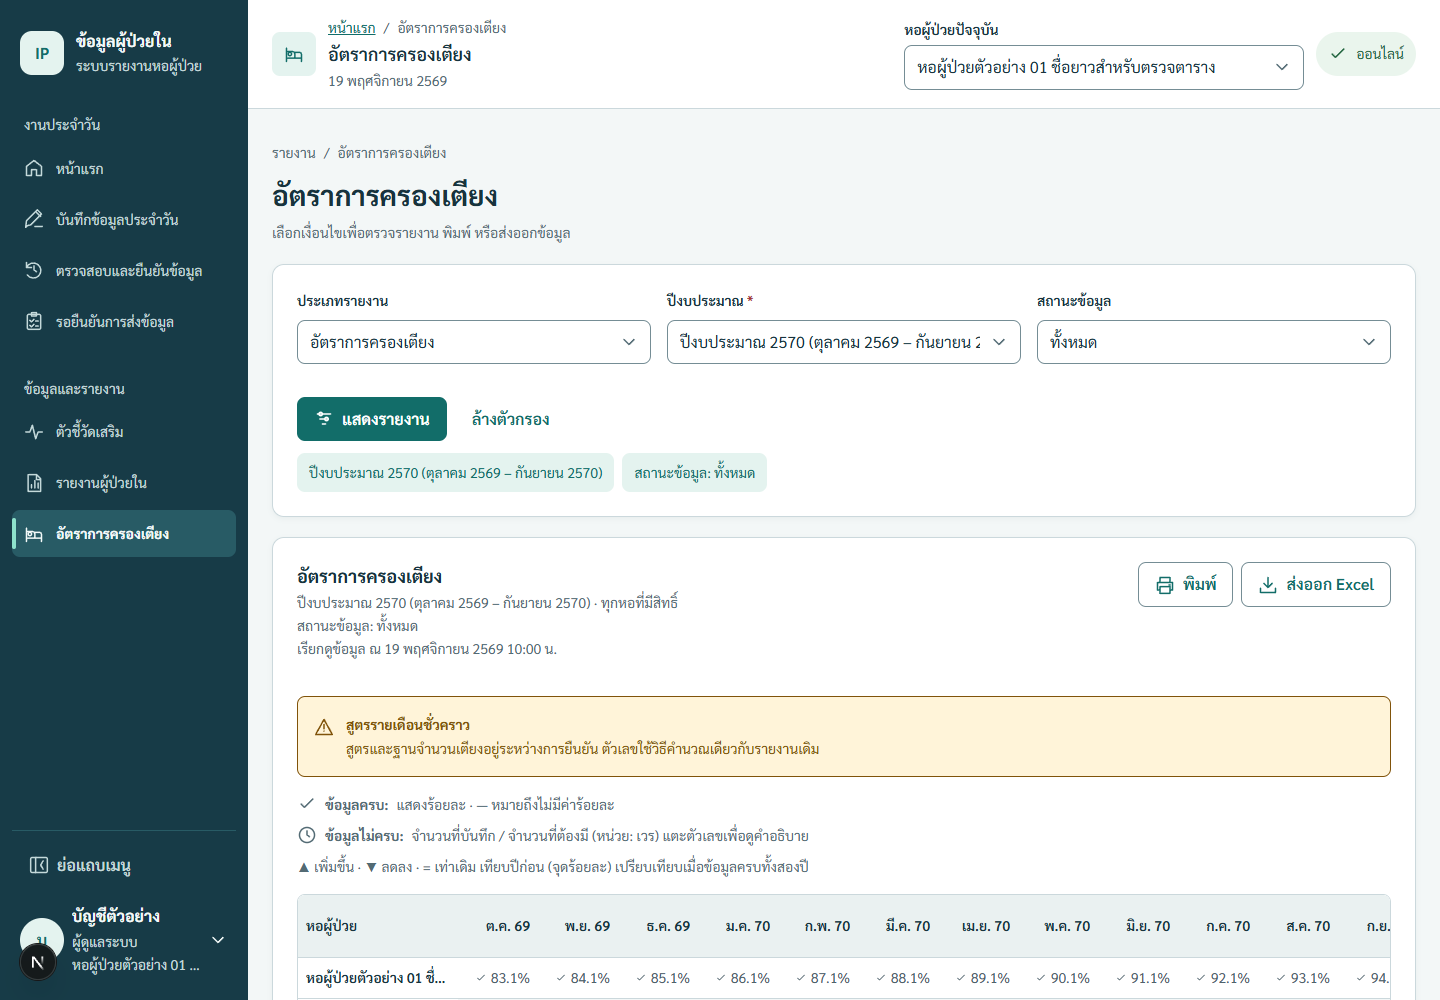 IP
ข้อมูลผู้ป่วยใน
ระบบรายงานหอผู้ป่วย
งานประจำวัน
หน้าแรก
บันทึกข้อมูลประจำวัน
ตรวจสอบและยืนยันข้อมูล
รอยืนยันการส่งข้อมูล
ข้อมูลและรายงาน
ตัวชี้วัดเสริม
รายงานผู้ป่วยใน
อัตราการครองเตียง
ย่อแถบเมนู
บัญชีตัวอย่าง
ผู้ดูแลระบบ
หอผู้ป่วยตัวอย่าง 01 ...
N
หน้าแรก / อัตราการครองเตียง
อัตราการครองเตียง
19 พฤศจิกายน 2569
หอผู้ป่วยปัจจุบัน
หอผู้ป่วยตัวอย่าง 01 ชื่อยาวสำหรับตรวจตาราง
ออนไลน์
รายงาน / อัตราการครองเตียง
อัตราการครองเตียง
เลือกเงื่อนไขเพื่อตรวจรายงาน พิมพ์ หรือส่งออกข้อมูล
ประเภทรายงาน
อัตราการครองเตียง
ปีงบประมาณ *
ปีงบประมาณ 2570 (ตุลาคม 2569 – กันยายน
สถานะข้อมูล
ทั้งหมด
แสดงรายงาน
ล้างตัวกรอง
ปีงบประมาณ 2570 (ตุลาคม 2569 – กันยายน 2570)
สถานะข้อมูล: ทั้งหมด
อัตราการครองเตียง
ปีงบประมาณ 2570 (ตุลาคม 2569 – กันยายน 2570) · ทุกหอที่มีสิทธิ์
สถานะข้อมูล: ทั้งหมด
เรียกดูข้อมูล ณ 19 พฤศจิกายน 2569 10:00 น.
พิมพ์
ส่งออก Excel
สูตรรายเดือนชั่วคราว
สูตรและฐานจำนวนเตียงอยู่ระหว่างการยืนยัน ตัวเลขใช้วิธีคำนวณเดียวกับรายงานเดิม
✓ ข้อมูลครบ: แสดงร้อยละ · — หมายถึงไม่มีค่าร้อยละ
ข้อมูลไม่ครบ: จำนวนที่บันทึก / จำนวนที่ต้องมี (หน่วย: เวร) แตะตัวเลขเพื่อดูคำอธิบาย
▲ เพิ่มขึ้น · ▼ ลดลง · = เท่าเดิม เทียบปีก่อน (จุดร้อยละ) เปรียบเทียบเมื่อข้อมูลครบทั้งสองปี
หอผู้ป่วย ต.ค. 69 พ.ย. 69 ธ.ค. 69 ม.ค. 70 ก.พ. 70 มี.ค. 70 เม.ย. 70 พ.ค. 70 มิ.ย. 70 ก.ค. 70 ส.ค. 70 ก.ย.
หอผู้ป่วยตัวอย่าง 01 ชื่... ✓ 83.1% ✓ 84.1% ✓ 85.1% ✓ 86.1% ✓ 87.1% ✓ 88.1% ✓ 89.1% ✓ 90.1% ✓ 91.1% ✓ 92.1% ✓ 93.1% ✓ 94.